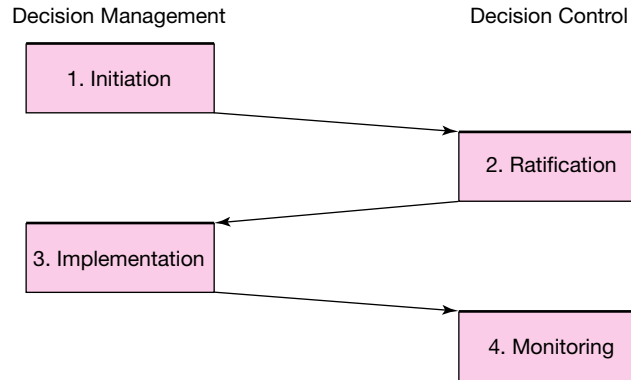 Decision Management
Decision Control
1. Initiation
2. Ratification
3. Implementation
4. Monitoring